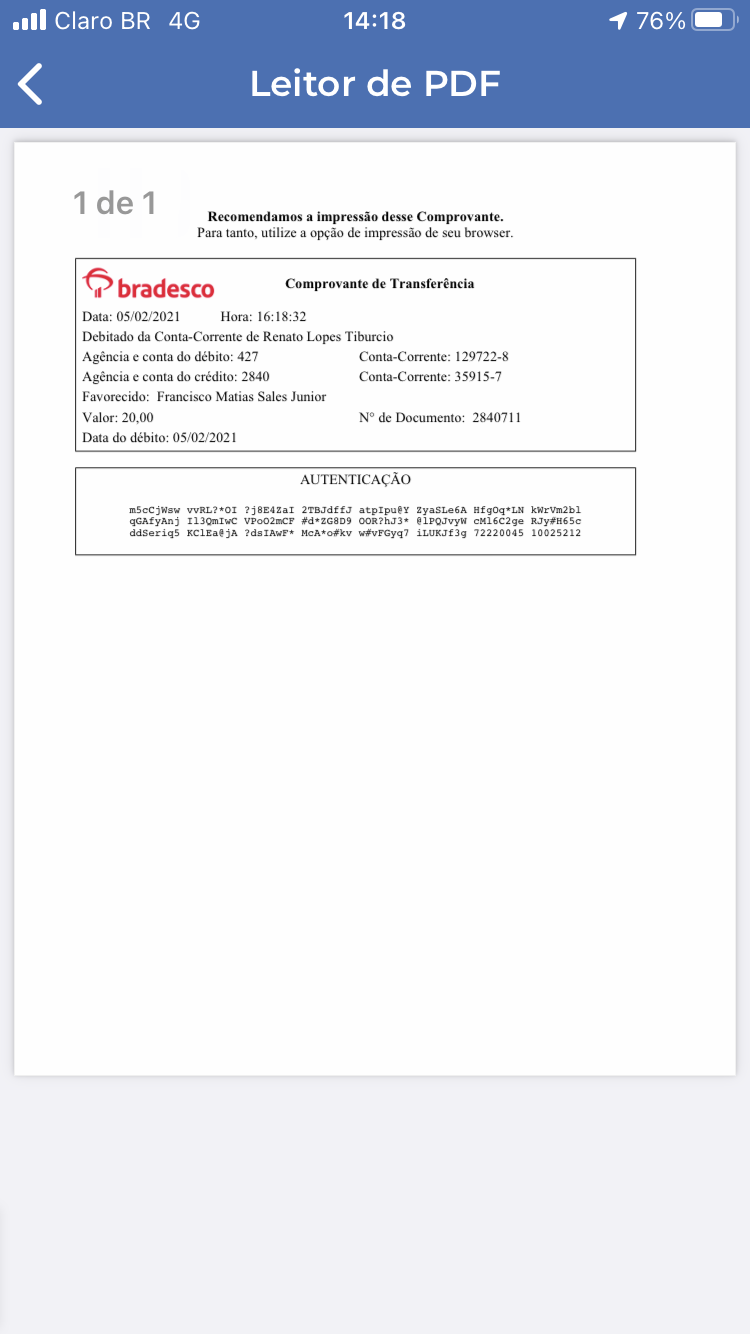 Claro BR 4G 14:18 76%
Leitor de PDF
1 de 1
Recomendamos a impressão desse Comprovante.
Para tanto, utilize a opção de impressão de seu browser.
bradesco Comprovante de Transferência
Data: 05/02/2021 Hora: 16:18:32
Debitado da Conta-Corrente de Renato Lopes Tiburcio
Agência e conta do débito: 427 Conta-Corrente: 129722-8
Agência e conta do crédito: 2840 Conta-Corrente: 35915-7
Favorecido: Francisco Matias Sales Junior
Valor: 20,00 N° de Documento: 2840711
Data do débito: 05/02/2021
AUTENTICAÇÃO
m5cCjWsw vvRL?*OI ?j8E4ZaI 2TBJdffJ atpIpu@Y ZyaSLe6A HfgOq*LN kWrVm2bl
qGAfyAnj Il3QmIwC VPoO2mCF #d*ZG8D9 OOR?hJ3* @lPQJvyW cMl6C2ge RJy#H65c
ddSeriq5 KClEa@jA ?dsIAwF* McA*o#kv w#vFGyq7 iLUKJf3g 72220045 10025212